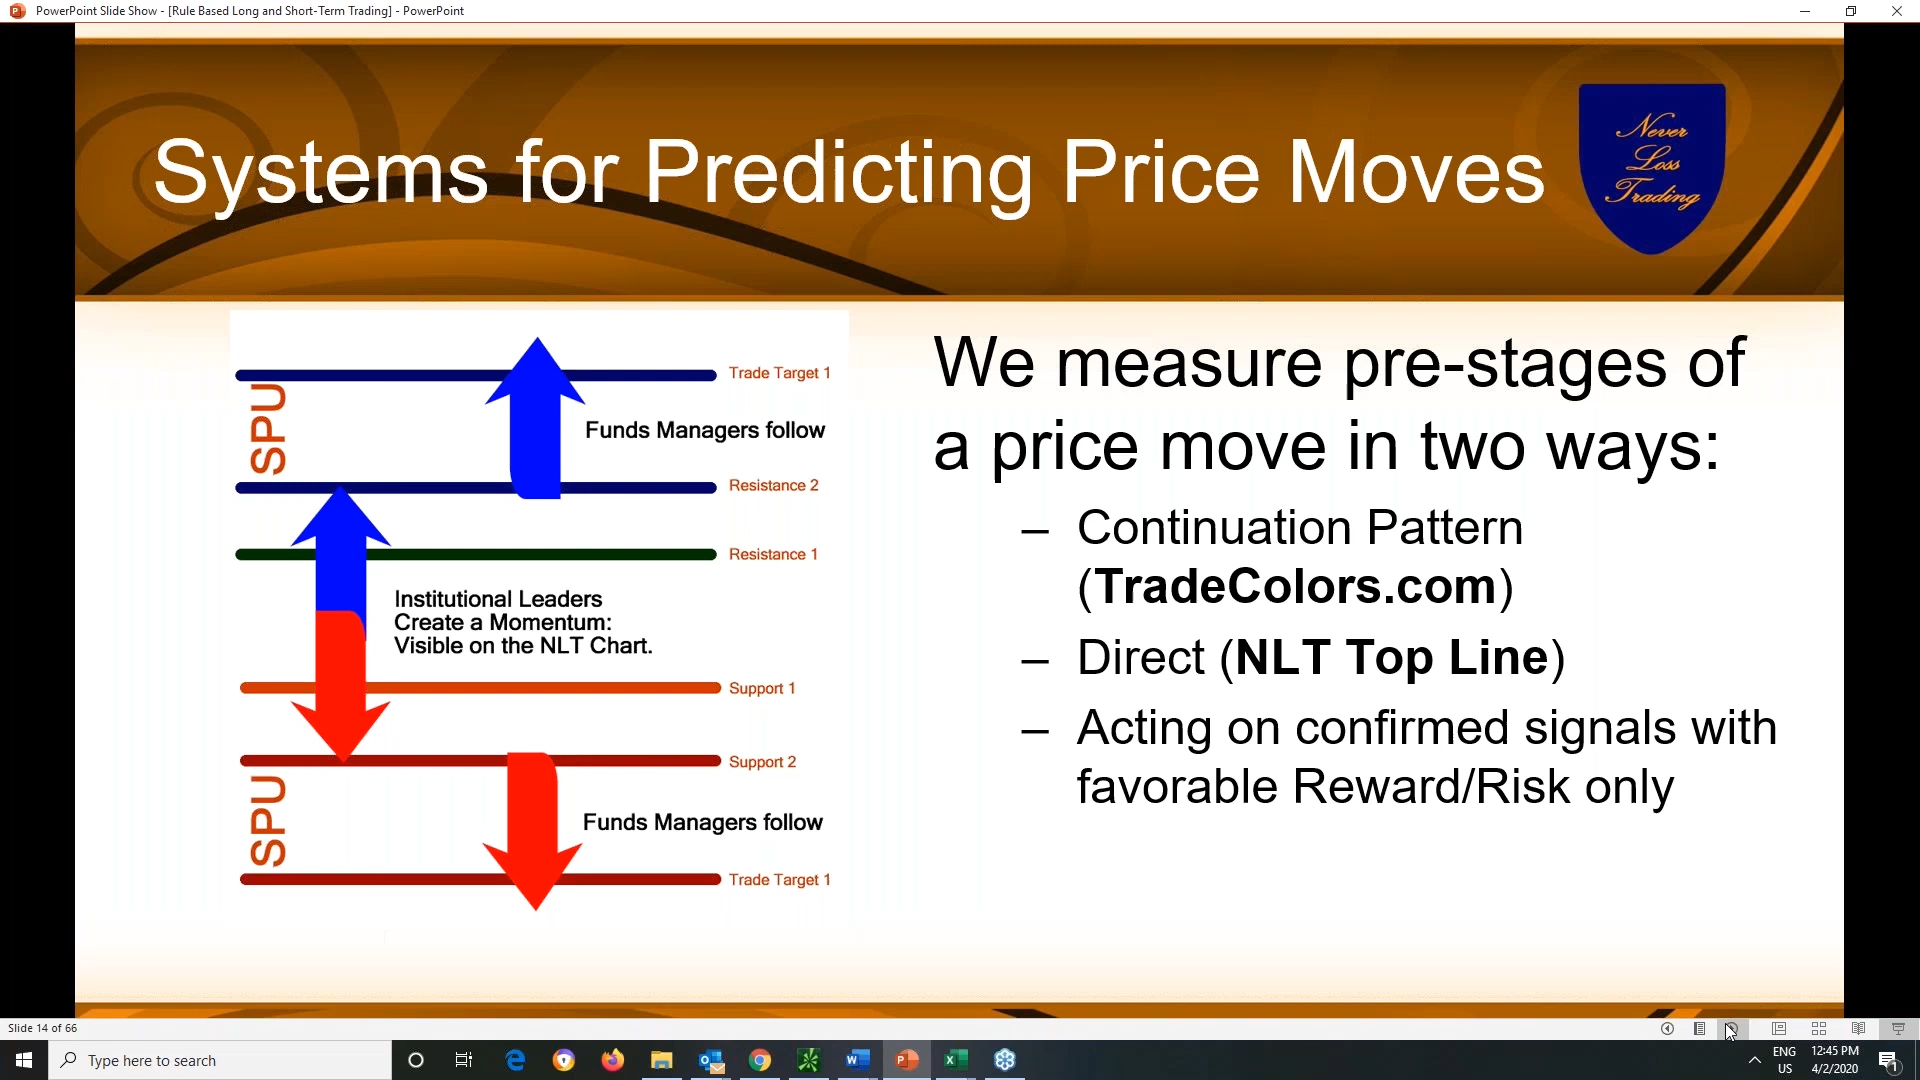 PowerPoint Slide Show - [Rule Based Long and Short-Term Trading] - PowerPoint
Systems for Predicting Price Moves
Never
Loss
Trading
Trade Target 1
SPU
Funds Managers follow
Resistance 2
Resistance 1
Institutional Leaders
Create a Momentum:
Visible on the NLT Chart.
Support 1
Support 2
SPU
Funds Managers follow
Trade Target 1
We measure pre-stages of
a price move in two ways:
– Continuation Pattern
(TradeColors.com)
– Direct (NLT Top Line)
– Acting on confirmed signals with
favorable Reward/Risk only
Slide 14 of 66
Type here to search
ENG
US
12:45 PM
4/2/2020
1